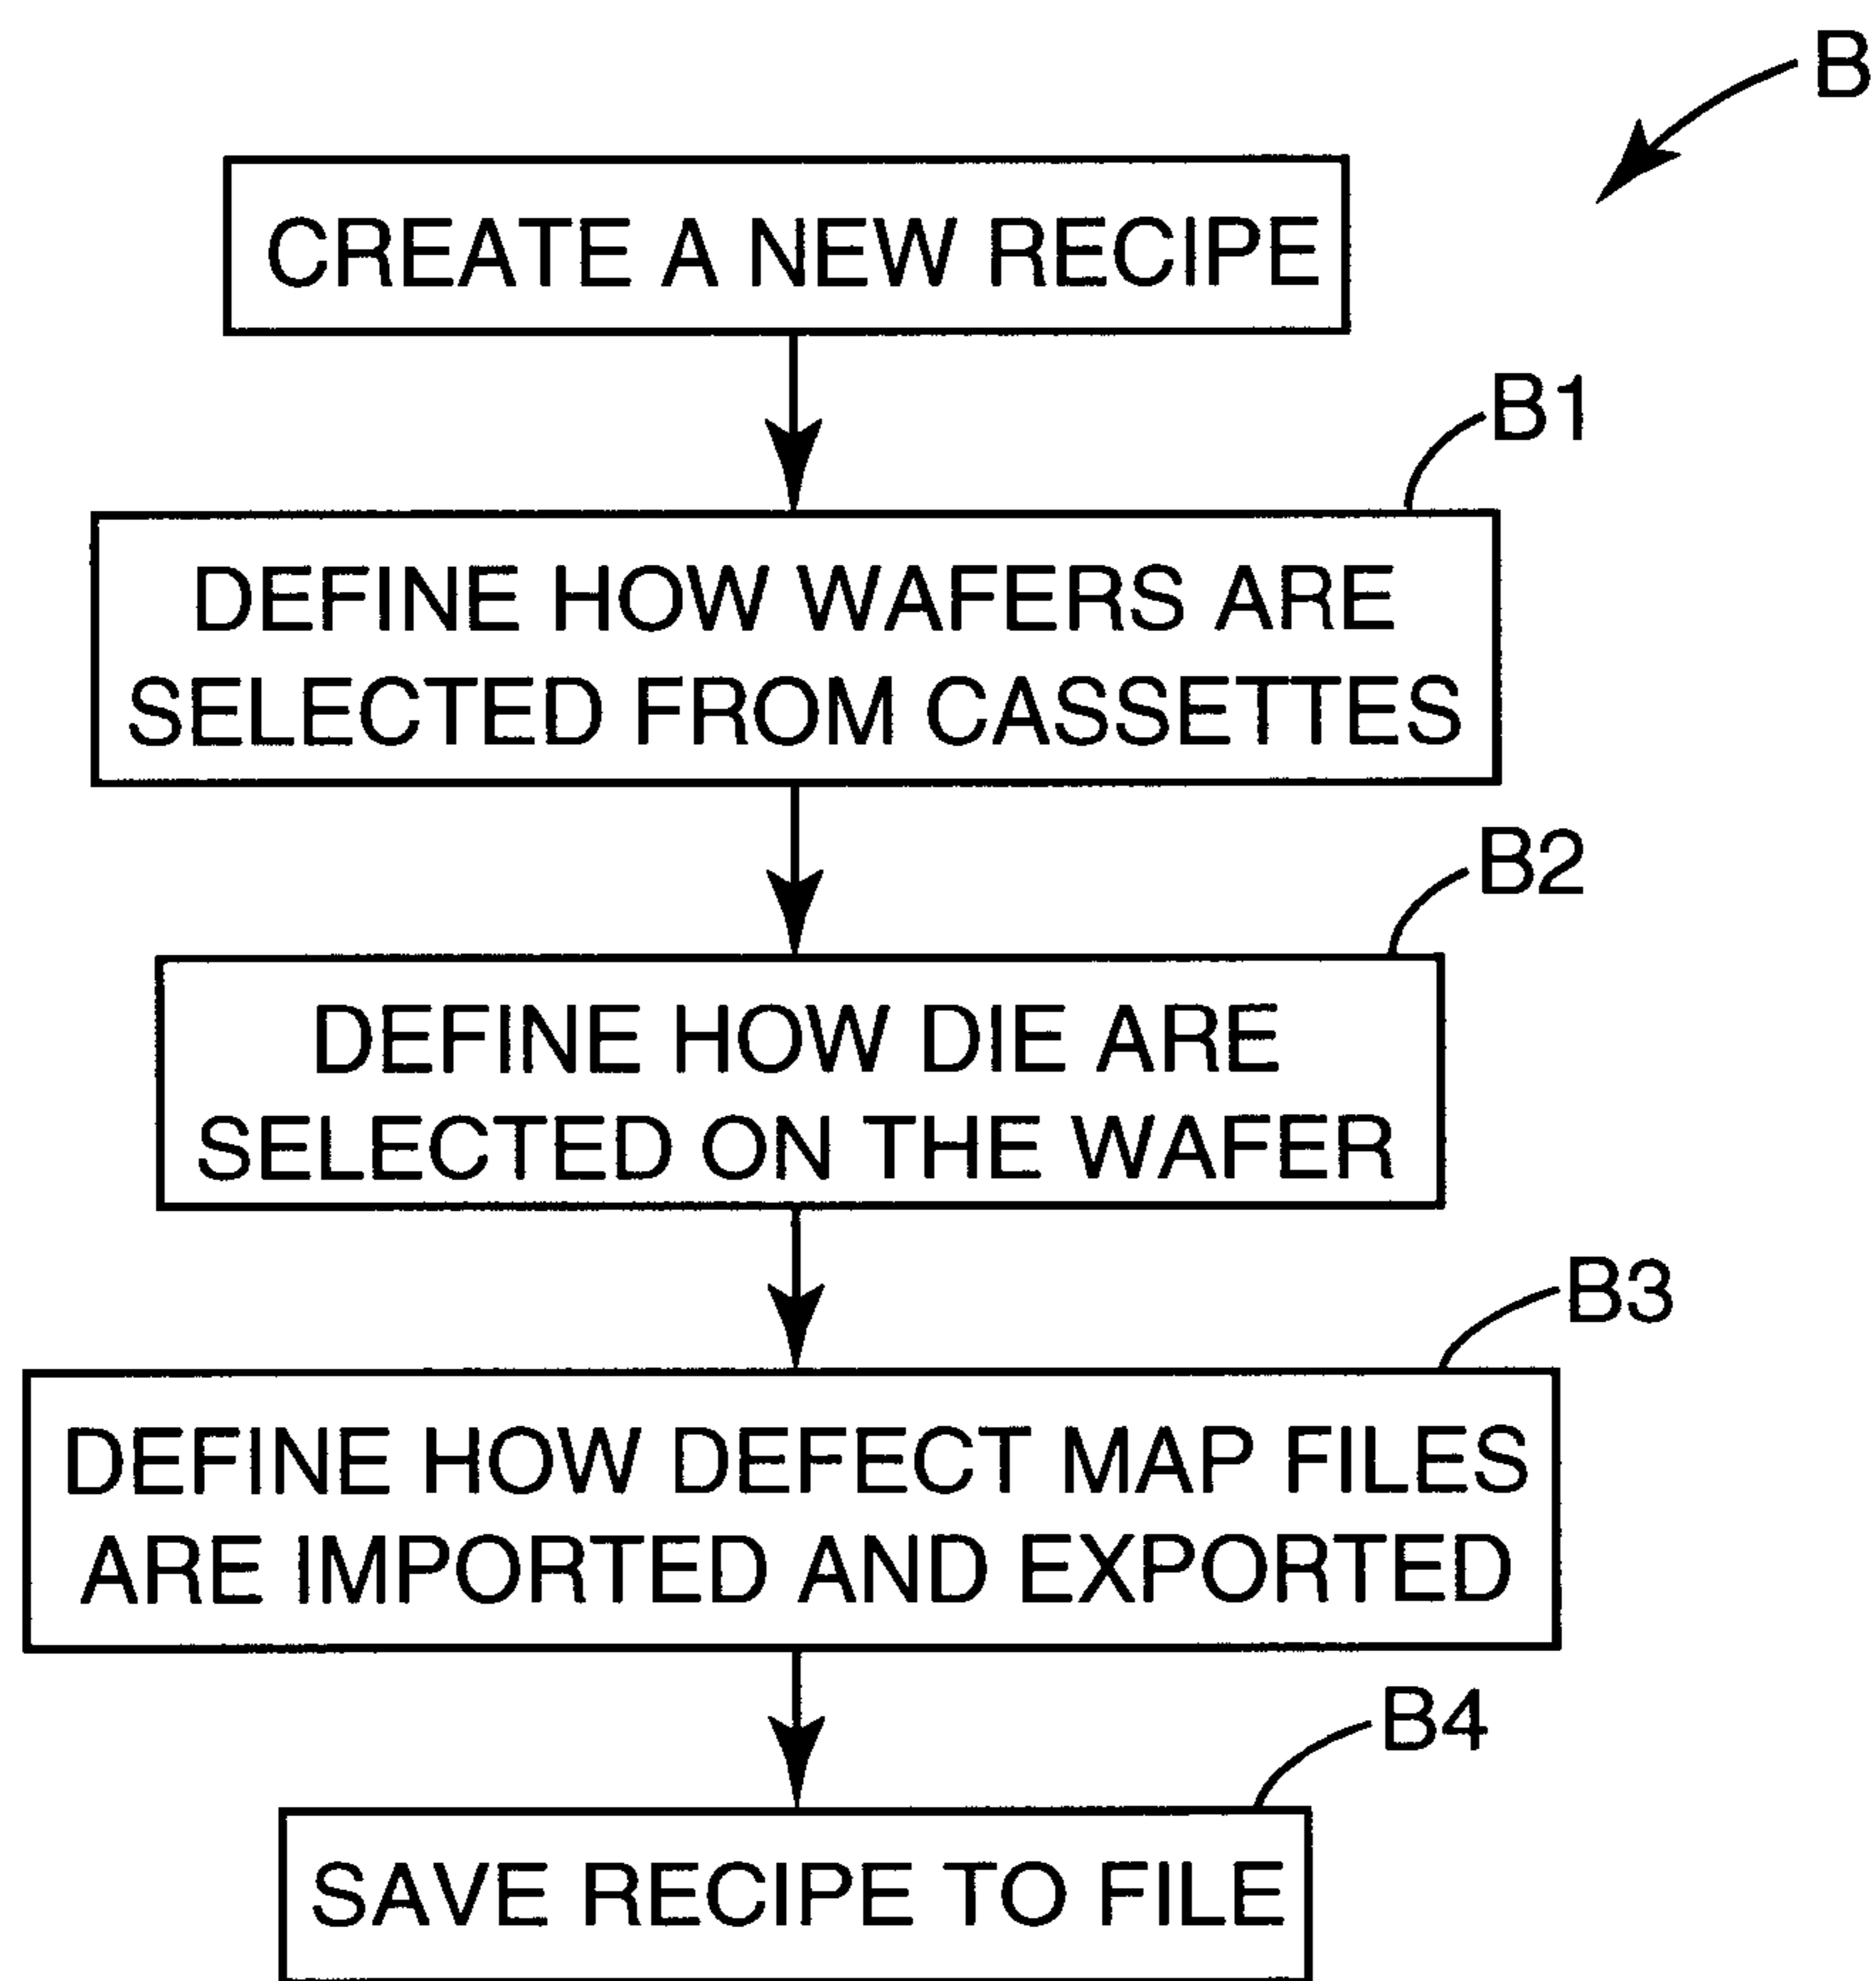 B
CREATE A NEW RECIPE
B1
DEFINE HOW WAFERS ARE
SELECTED FROM CASSETTES
B2
DEFINE HOW DIE ARE
SELECTED ON THE WAFER
B3
DEFINE HOW DEFECT MAP FILES
ARE IMPORTED AND EXPORTED
B4
SAVE RECIPE TO FILE